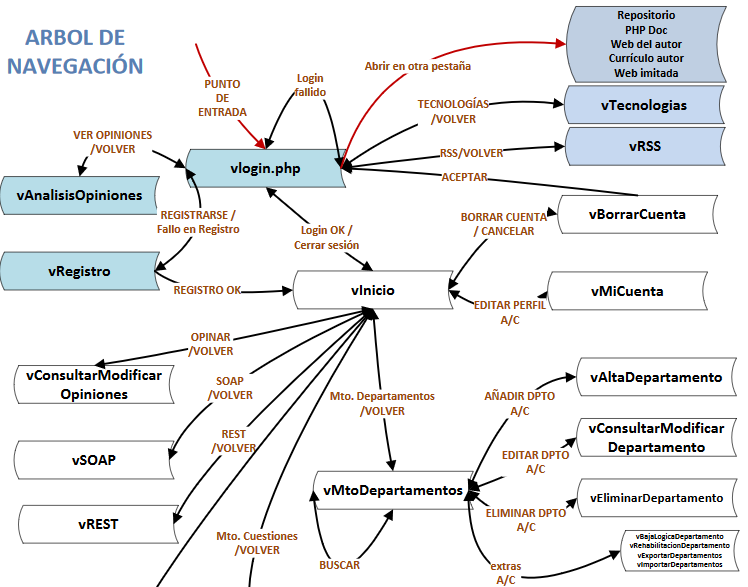 ARBOL DE
NAVEGACIÓN
PUNTO
DE
ENTRADA
Login
fallido
Abrir en otra pestaña
Repositorio
PHP Doc
Web del autor
Currículo autor
Web imitada
TECNOLOGÍAS
/VOLVER
vTecnologias
VER OPINIONES
/VOLVER
vlogin.php
RSS/VOLVER
vRSS
ACEPTAR
vAnalisisOpiniones
REGISTRARSE /
Fallo en Registro
Login OK /
Cerrar sesión
BORRAR CUENTA
/ CANCELAR
vBorrarCuenta
vRegistro
REGISTRO OK
vInicio
EDITAR PERFIL
A/C
vMiCuenta
OPINAR
/VOLVER
vConsultarModificar
Opiniones
SOAP
/VOLVER
Mto. Departamentos
/VOLVER
AÑADIR DPTO
A/C
vAltaDepartamento
REST
/VOLVER
vConsultarModificar
Departamento
EDITAR DPTO
A/C
vSOAP
vMtoDepartamentos
ELIMINAR DPTO
A/C
vEliminarDepartamento
vREST
Mto. Cuestiones
/VOLVER
BUSCAR
extras
A/C
vBajaLogicaDepartamento
vRehabilitacionDepartamento
vExportarDepartamentos
vImportarDepartamentos